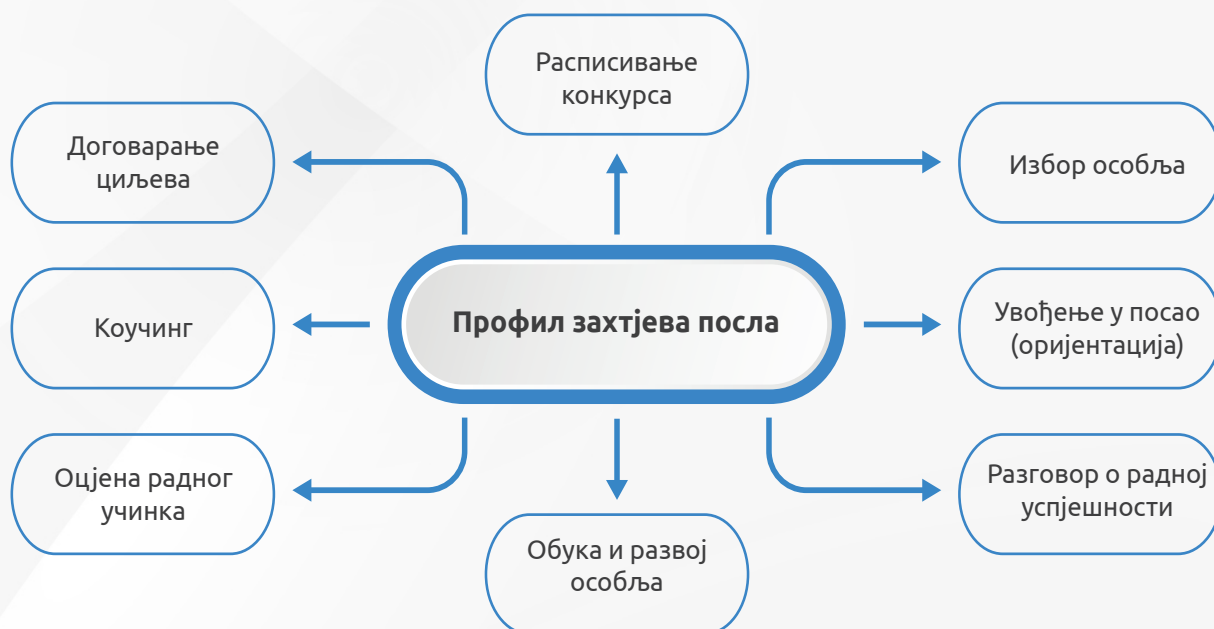 Расписивање
конкурса
Договарање
циљева
Избор особља
Коучинг
Профил захтјева посла
Увођење у посао
(оријентација)
Оцјена радног
учинка
Разговор о радној
успјешности
Обука и развој
особља